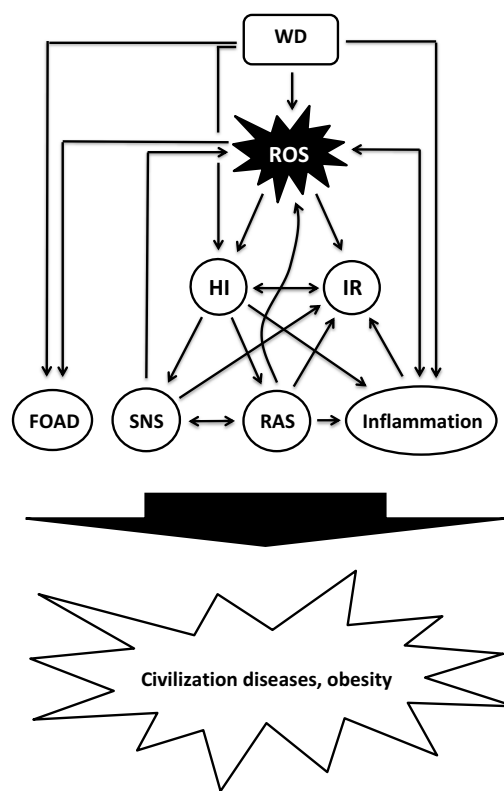 WD
ROS
HI
IR
FOAD
SNS
RAS
Inflammation
Civilization diseases, obesity